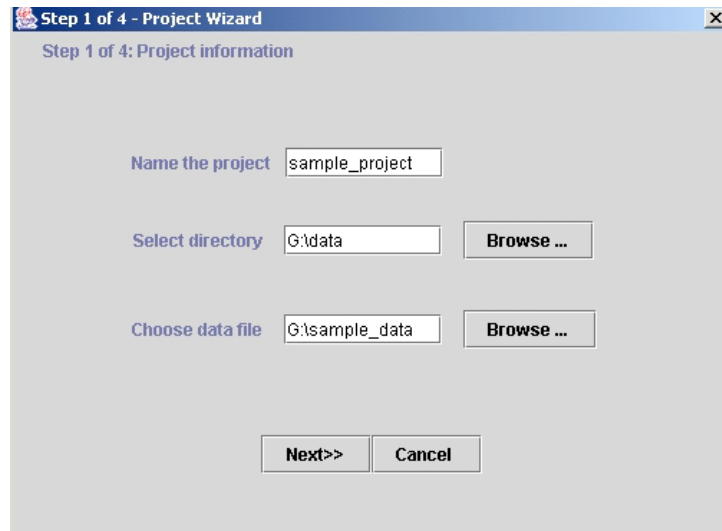 Step 1 of 4 - Project Wizard
Step 1 of 4: Project information
Name the project sample_project
Select directory G:\data Browse ...
Choose data file G:\sample_data Browse ...
Next>> Cancel